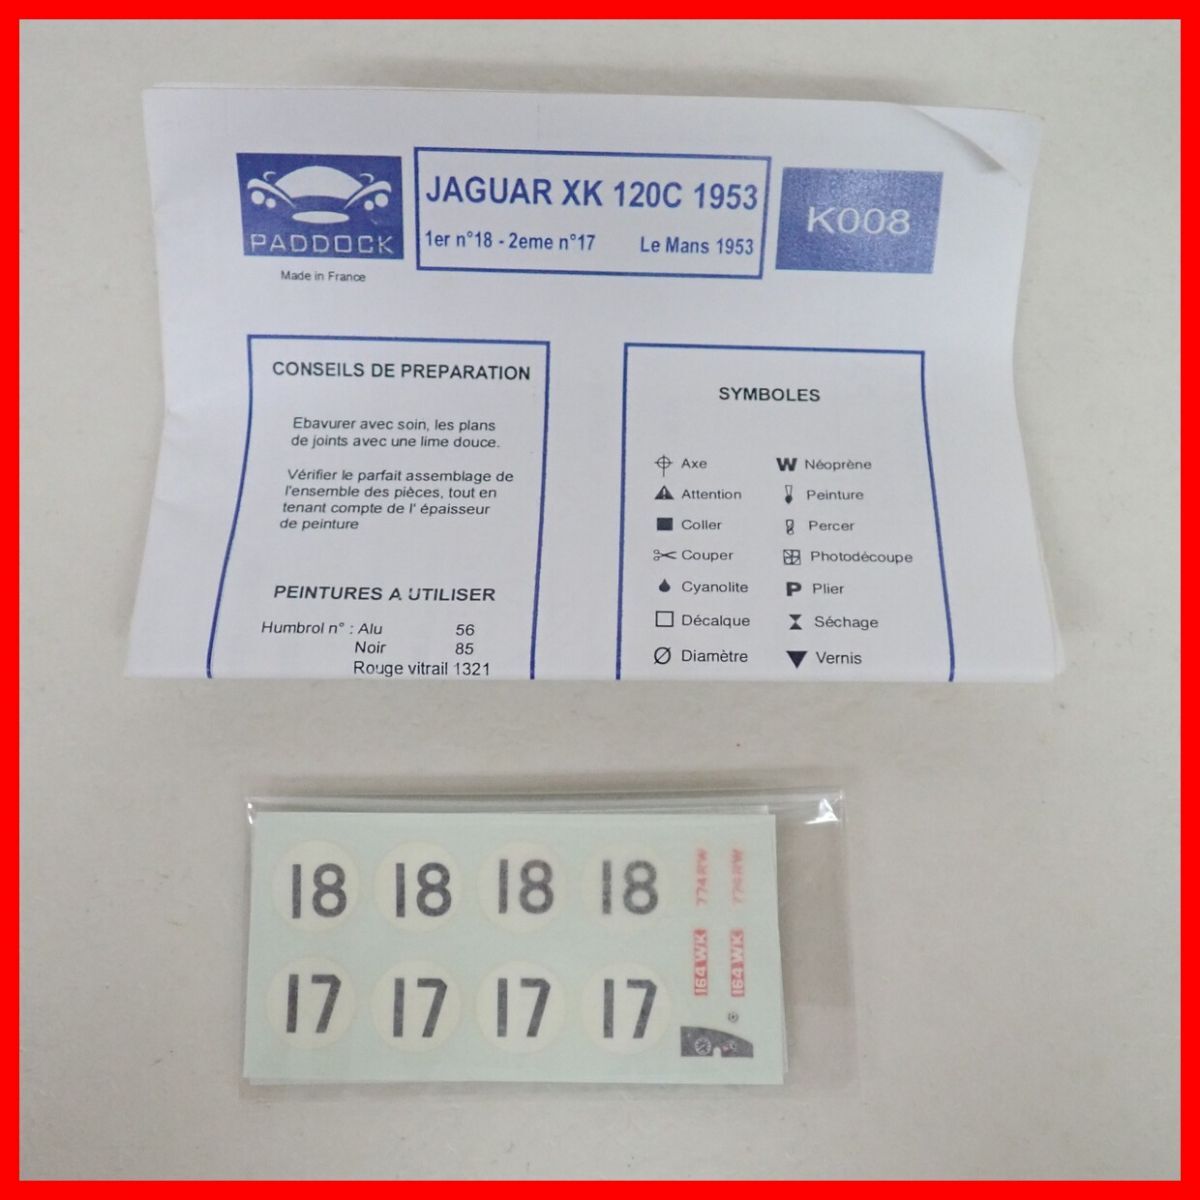 PADDOCK
Made in France
JAGUAR XK 120C 1953
1er n°18 - 2eme n°17 Le Mans 1953
K008
CONSEILS DE PREPARATION
Ebavurer avec soin, les plans
de joints avec une lime douce.
Vérifier le parfait assemblage de
l'ensemble des pièces, tout en
tenant compte de l' épaisseur
de peinture
PEINTURES A UTILISER
Humbrol n° : Alu 56
Noir 85
Rouge vitrail 1321
SYMBOLES
Axe W Néoprène
Attention Peinture
Coller Percer
Couper Photodécoupe
Cyanolite P Plier
Décalque Séchage
Diamètre Vernis
18 18 18 18
17 17 17 17
774RW
164 WK 164 WK